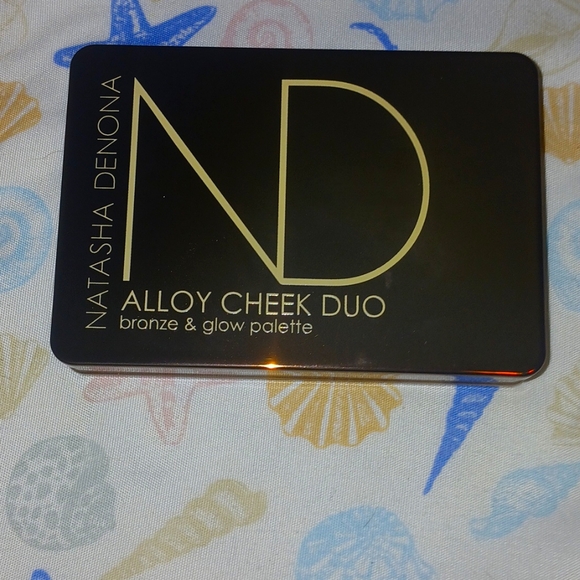 NATASHA DENONA
ND
ALLOY CHEEK DUO
bronze & glow palette